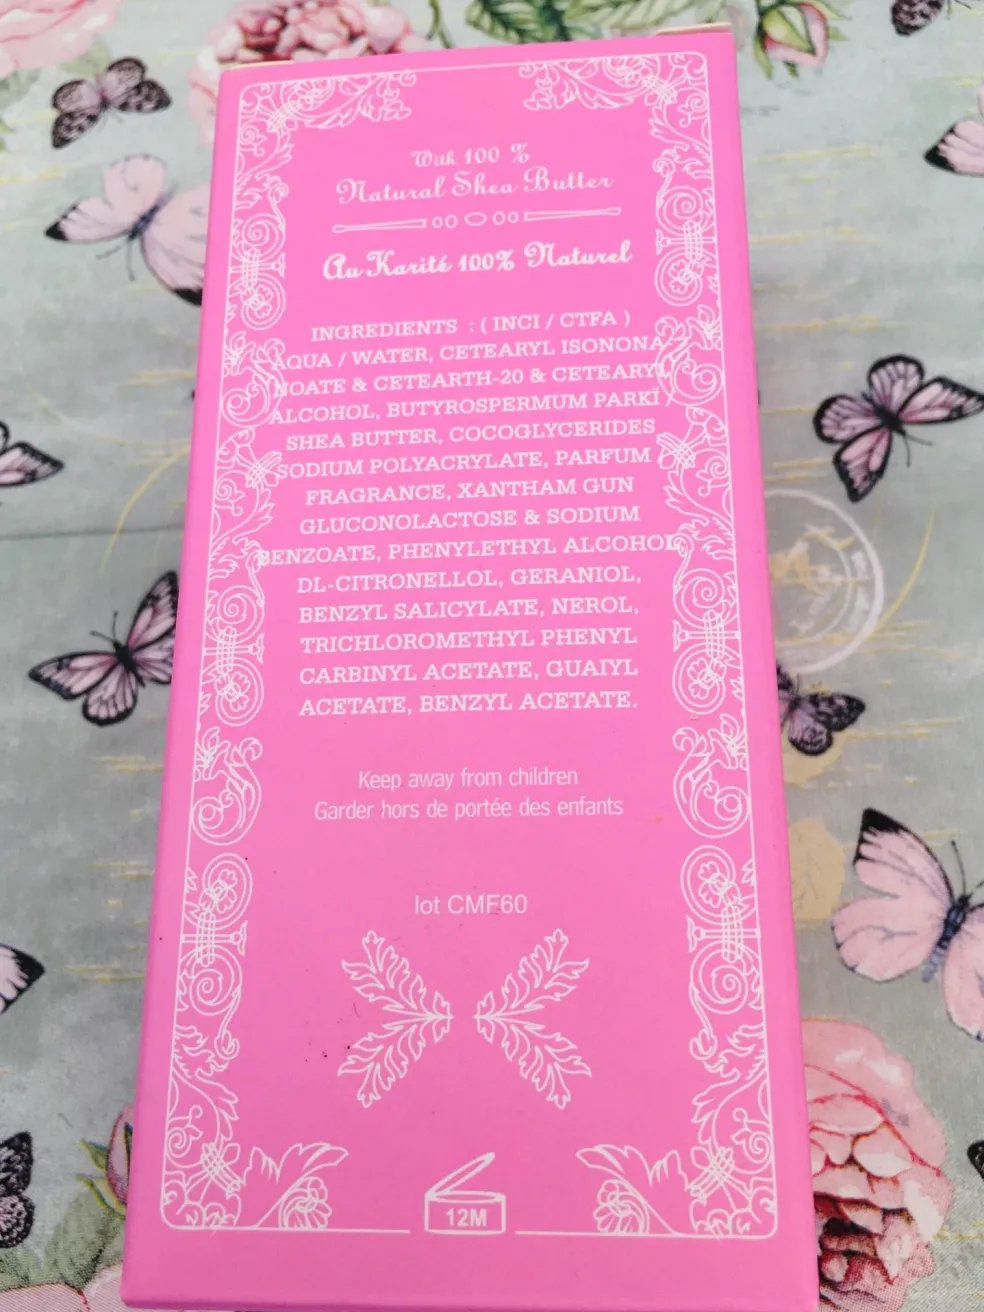 With 100 %
Natural Shea Butter
Au Karité 100% Naturel
INGREDIENTS : ( INCI / CTFA )
AQUA / WATER, CETEARYL ISONONA-
NOATE & CETEARTH-20 & CETEARYL
ALCOHOL, BUTYROSPERMUM PARKÏ
SHEA BUTTER, COCOGLYCERIDES
SODIUM POLYACRYLATE, PARFUM
FRAGRANCE, XANTHAM GUN
GLUCONOLACTOSE & SODIUM
BENZOATE, PHENYLETHYL ALCOHOL,
DL-CITRONELLOL, GERANIOL,
BENZYL SALICYLATE, NEROL,
TRICHLOROMETHYL PHENYL
CARBINYL ACETATE, GUAIYL
ACETATE, BENZYL ACETATE.
Keep away from children
Garder hors de portée des enfants
lot CMF60
12M